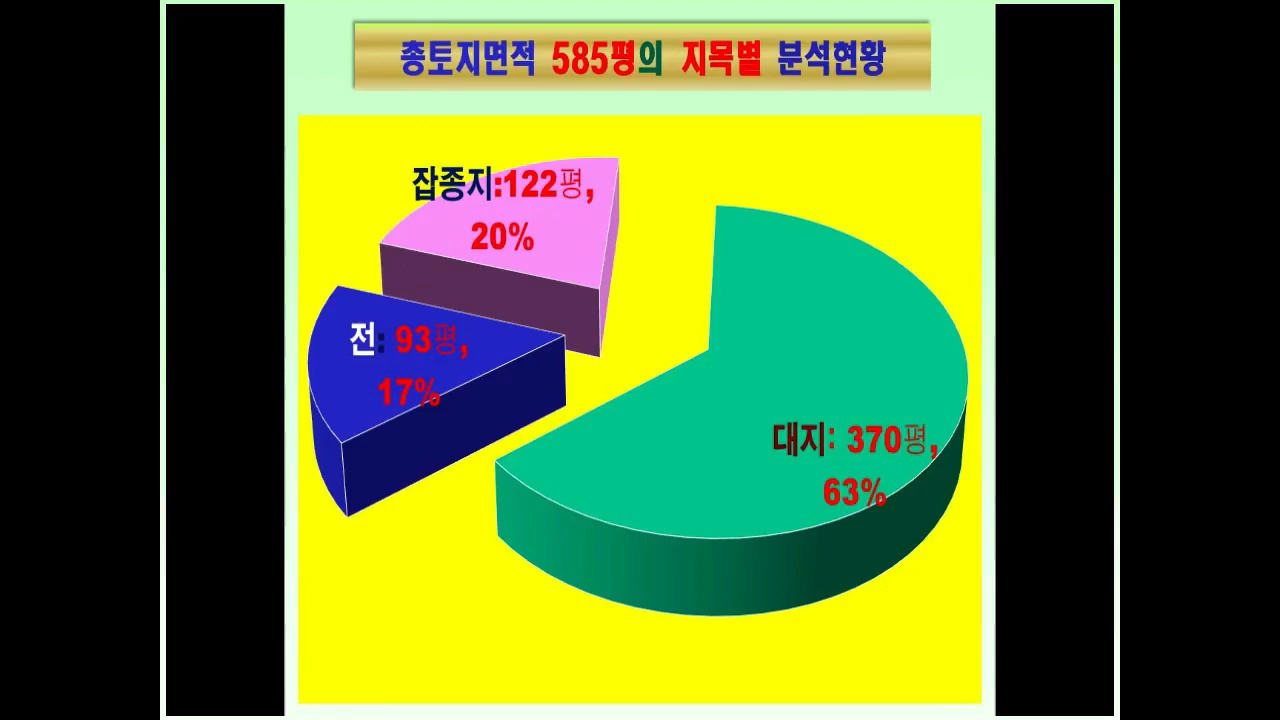 총토지면적 585평의 지목별 분석현황
잡종지:122평,
20%
전: 93평,
17%
대지: 370평,
63%